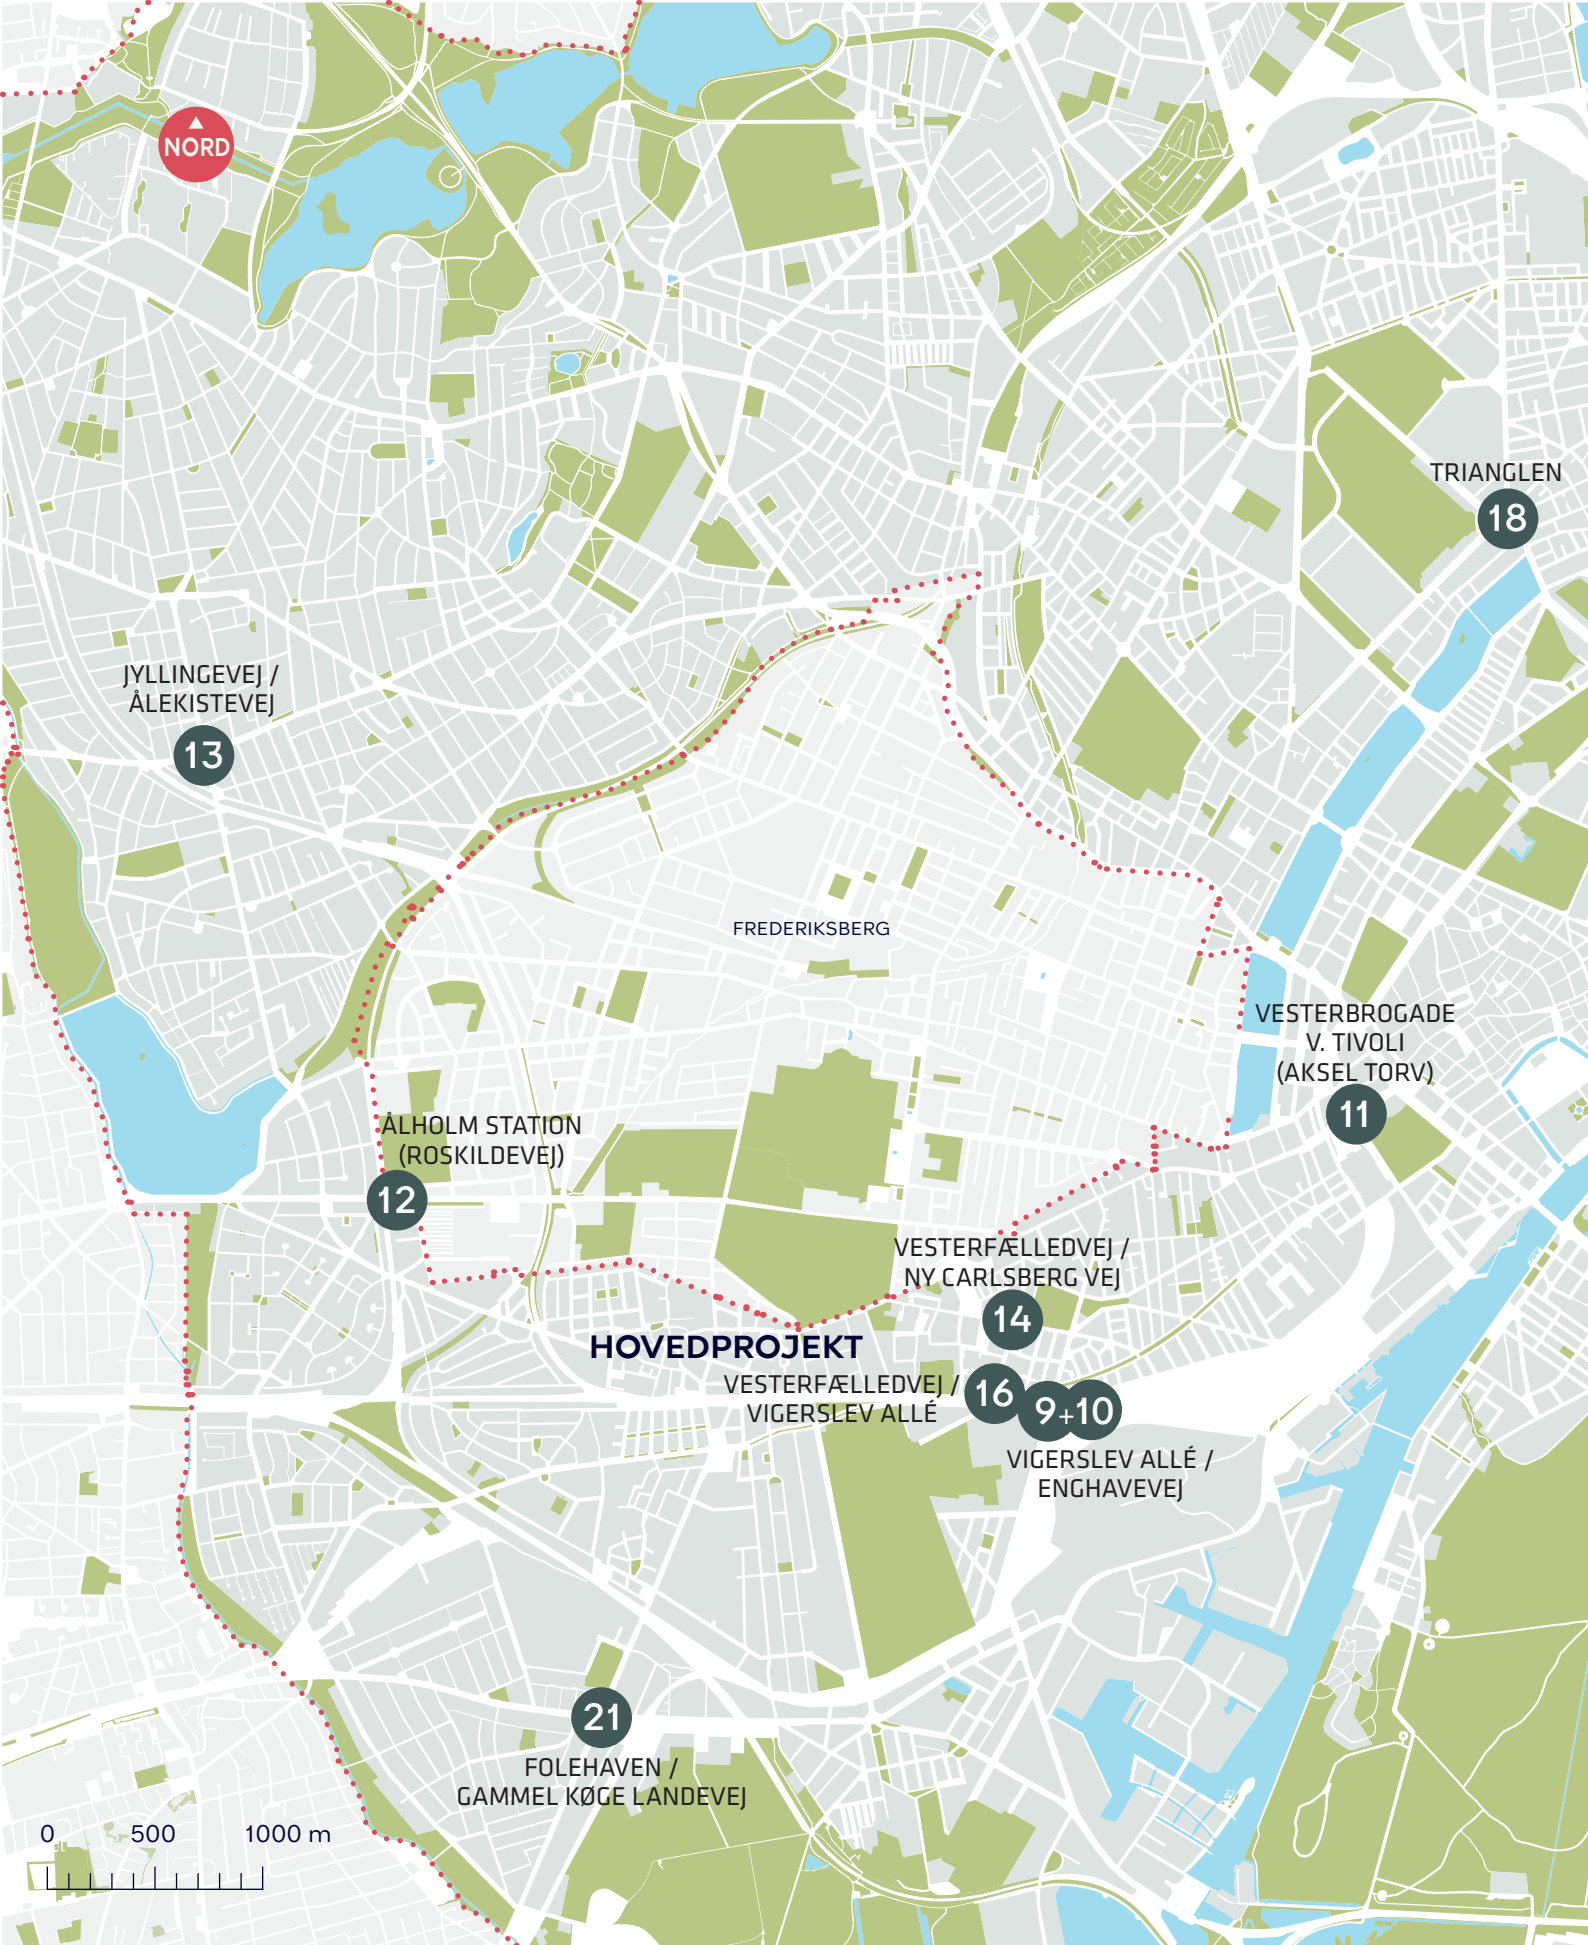 NORD
TRIANGLEN
18
JYLLINGEVEJ /
ÅLEKISTEVEJ
13
FREDERIKSBERG
VESTERBROGADE
V. TIVOLI
(AKSEL TORV)
11
ÅLHOLM STATION
(ROSKILDEVEJ)
12
VESTERFÆLLEDVEJ /
NY CARLSBERG VEJ
14
HOVEDPROJEKT
VESTERFÆLLEDVEJ /
VIGERSLEV ALLÉ
16
9+10
VIGERSLEV ALLÉ /
ENGHAVEVEJ
21
FOLEHAVEN /
GAMMEL KØGE LANDEVEJ
0 500 1000 m